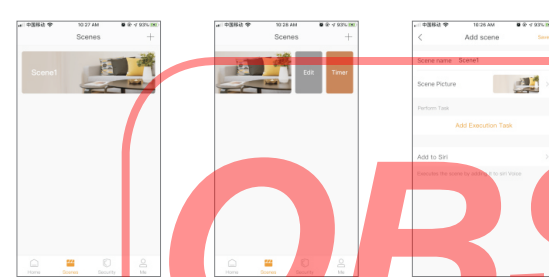 中国移动 10:27 AM 93%
Scenes +
Scene1
Home Scenes Security Me
中国移动 10:28 AM 93%
Scenes +
Edit Timer
Home Scenes Security Me
中国移动 10:28 AM 93%
< Add scene Save
Scene name Scene1
Scene Picture >
Perform Task
Add Execution Task
Add to Siri >
OBS